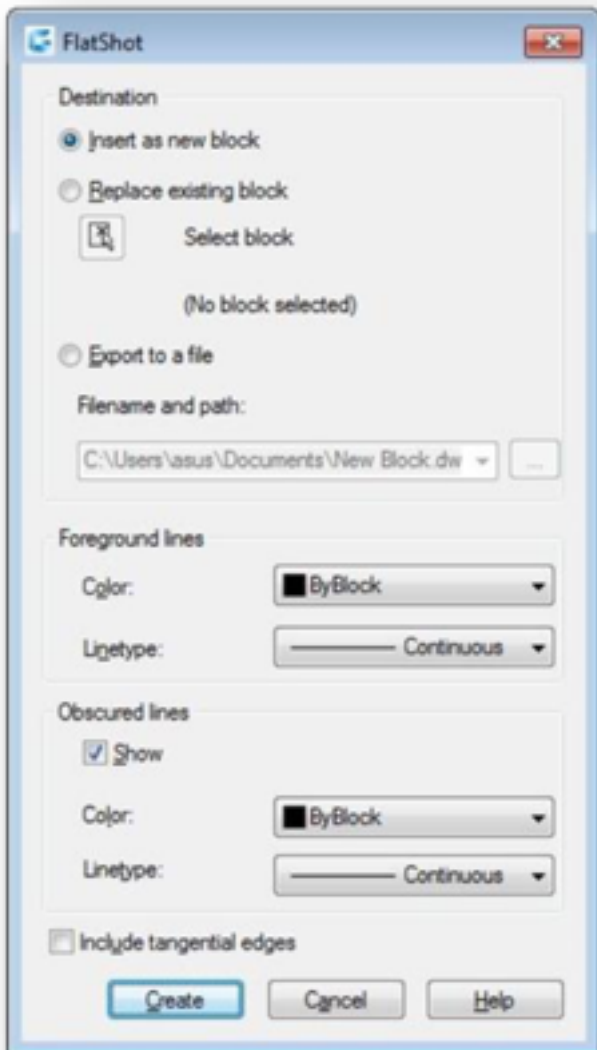 FlatShot
Destination
Insert as new block
Replace existing block
Select block
(No block selected)
Export to a file
Filename and path:
C:\Users\asus\Documents\New Block.dw
...
Foreground lines
Color:
ByBlock
Linetype:
Continuous
Obscured lines
Show
Color:
ByBlock
Linetype:
Continuous
Include tangential edges
Create
Cancel
Help